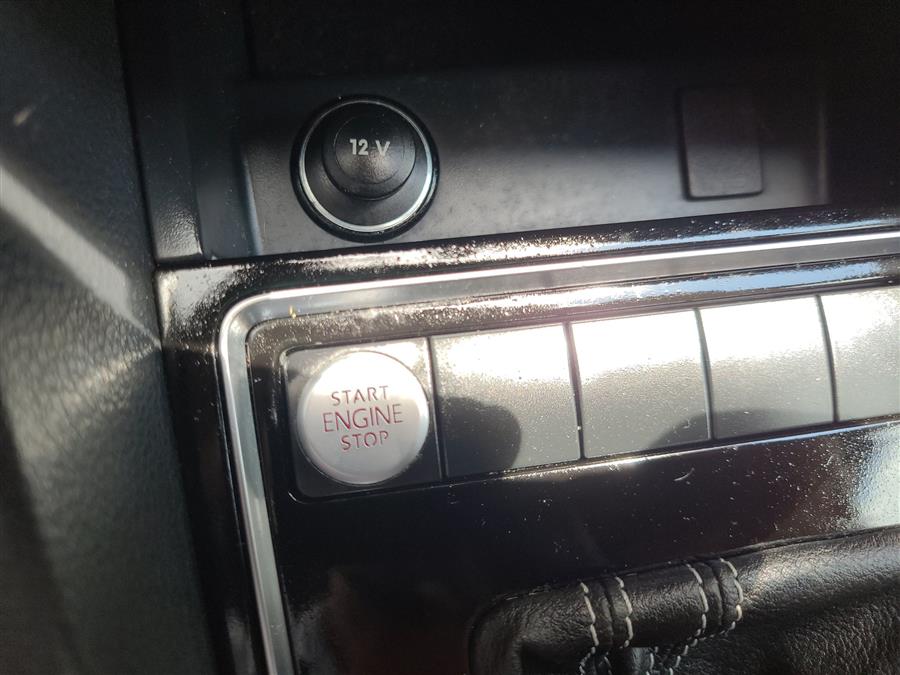 12 V
START
ENGINE
STOP